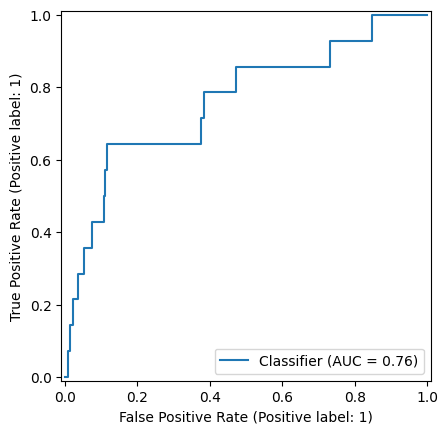 1.0
0.8
0.6
0.4
0.2
0.0
True Positive Rate (Positive label: 1)
Classifier (AUC = 0.76)
0.0 0.2 0.4 0.6 0.8 1.0
False Positive Rate (Positive label: 1)